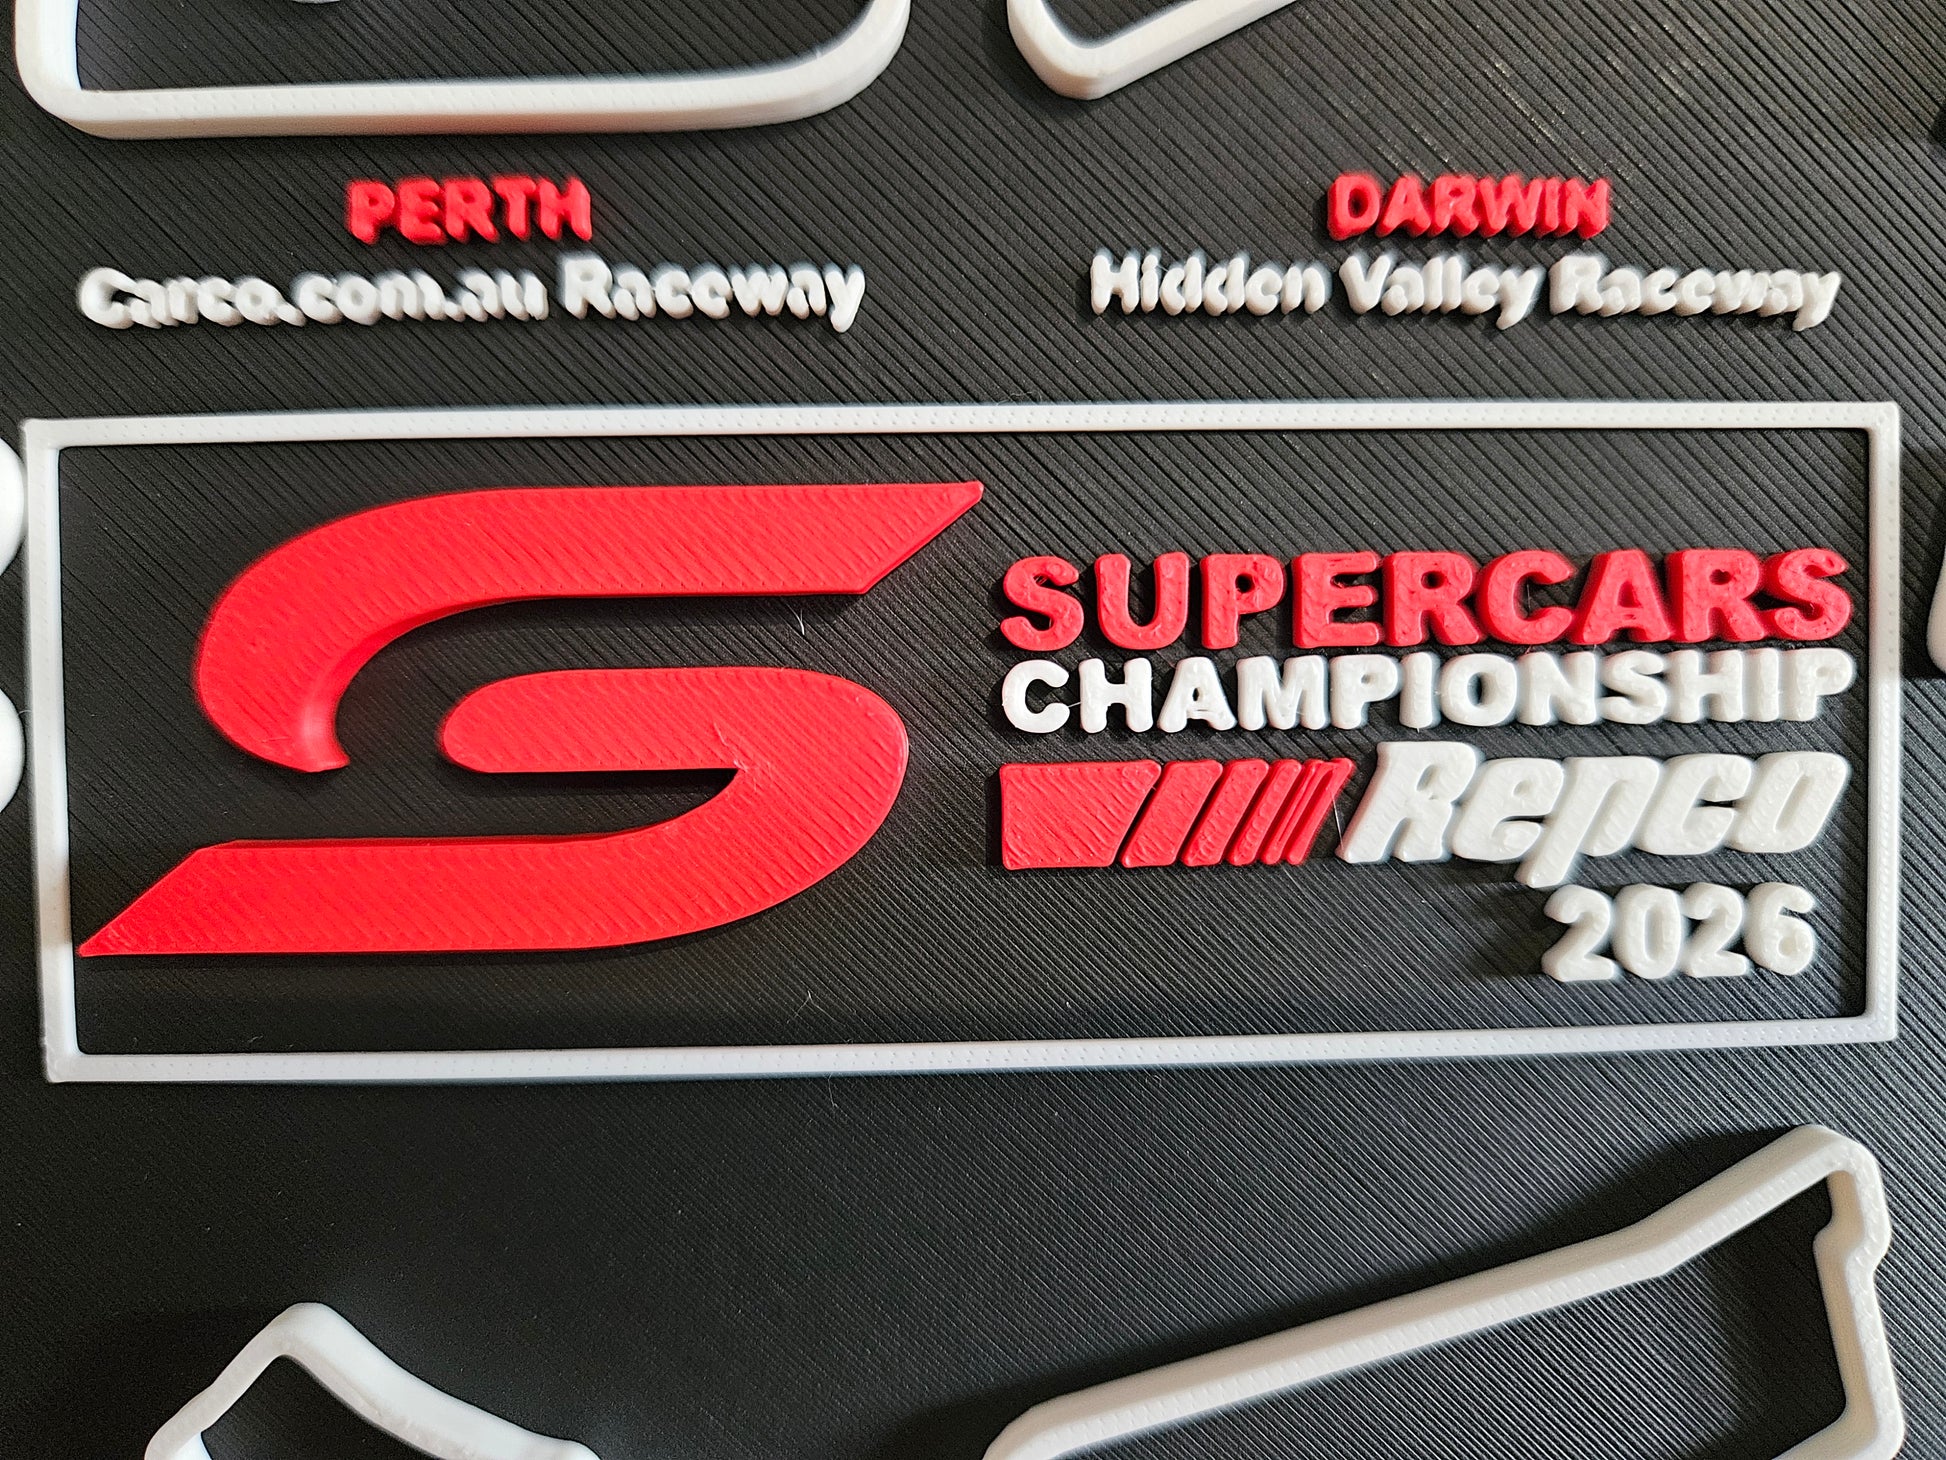 PERTH
Carco.com.au Raceway
DARWIN
Hidden Valley Raceway
SUPERCARS
CHAMPIONSHIP
Repco
2026